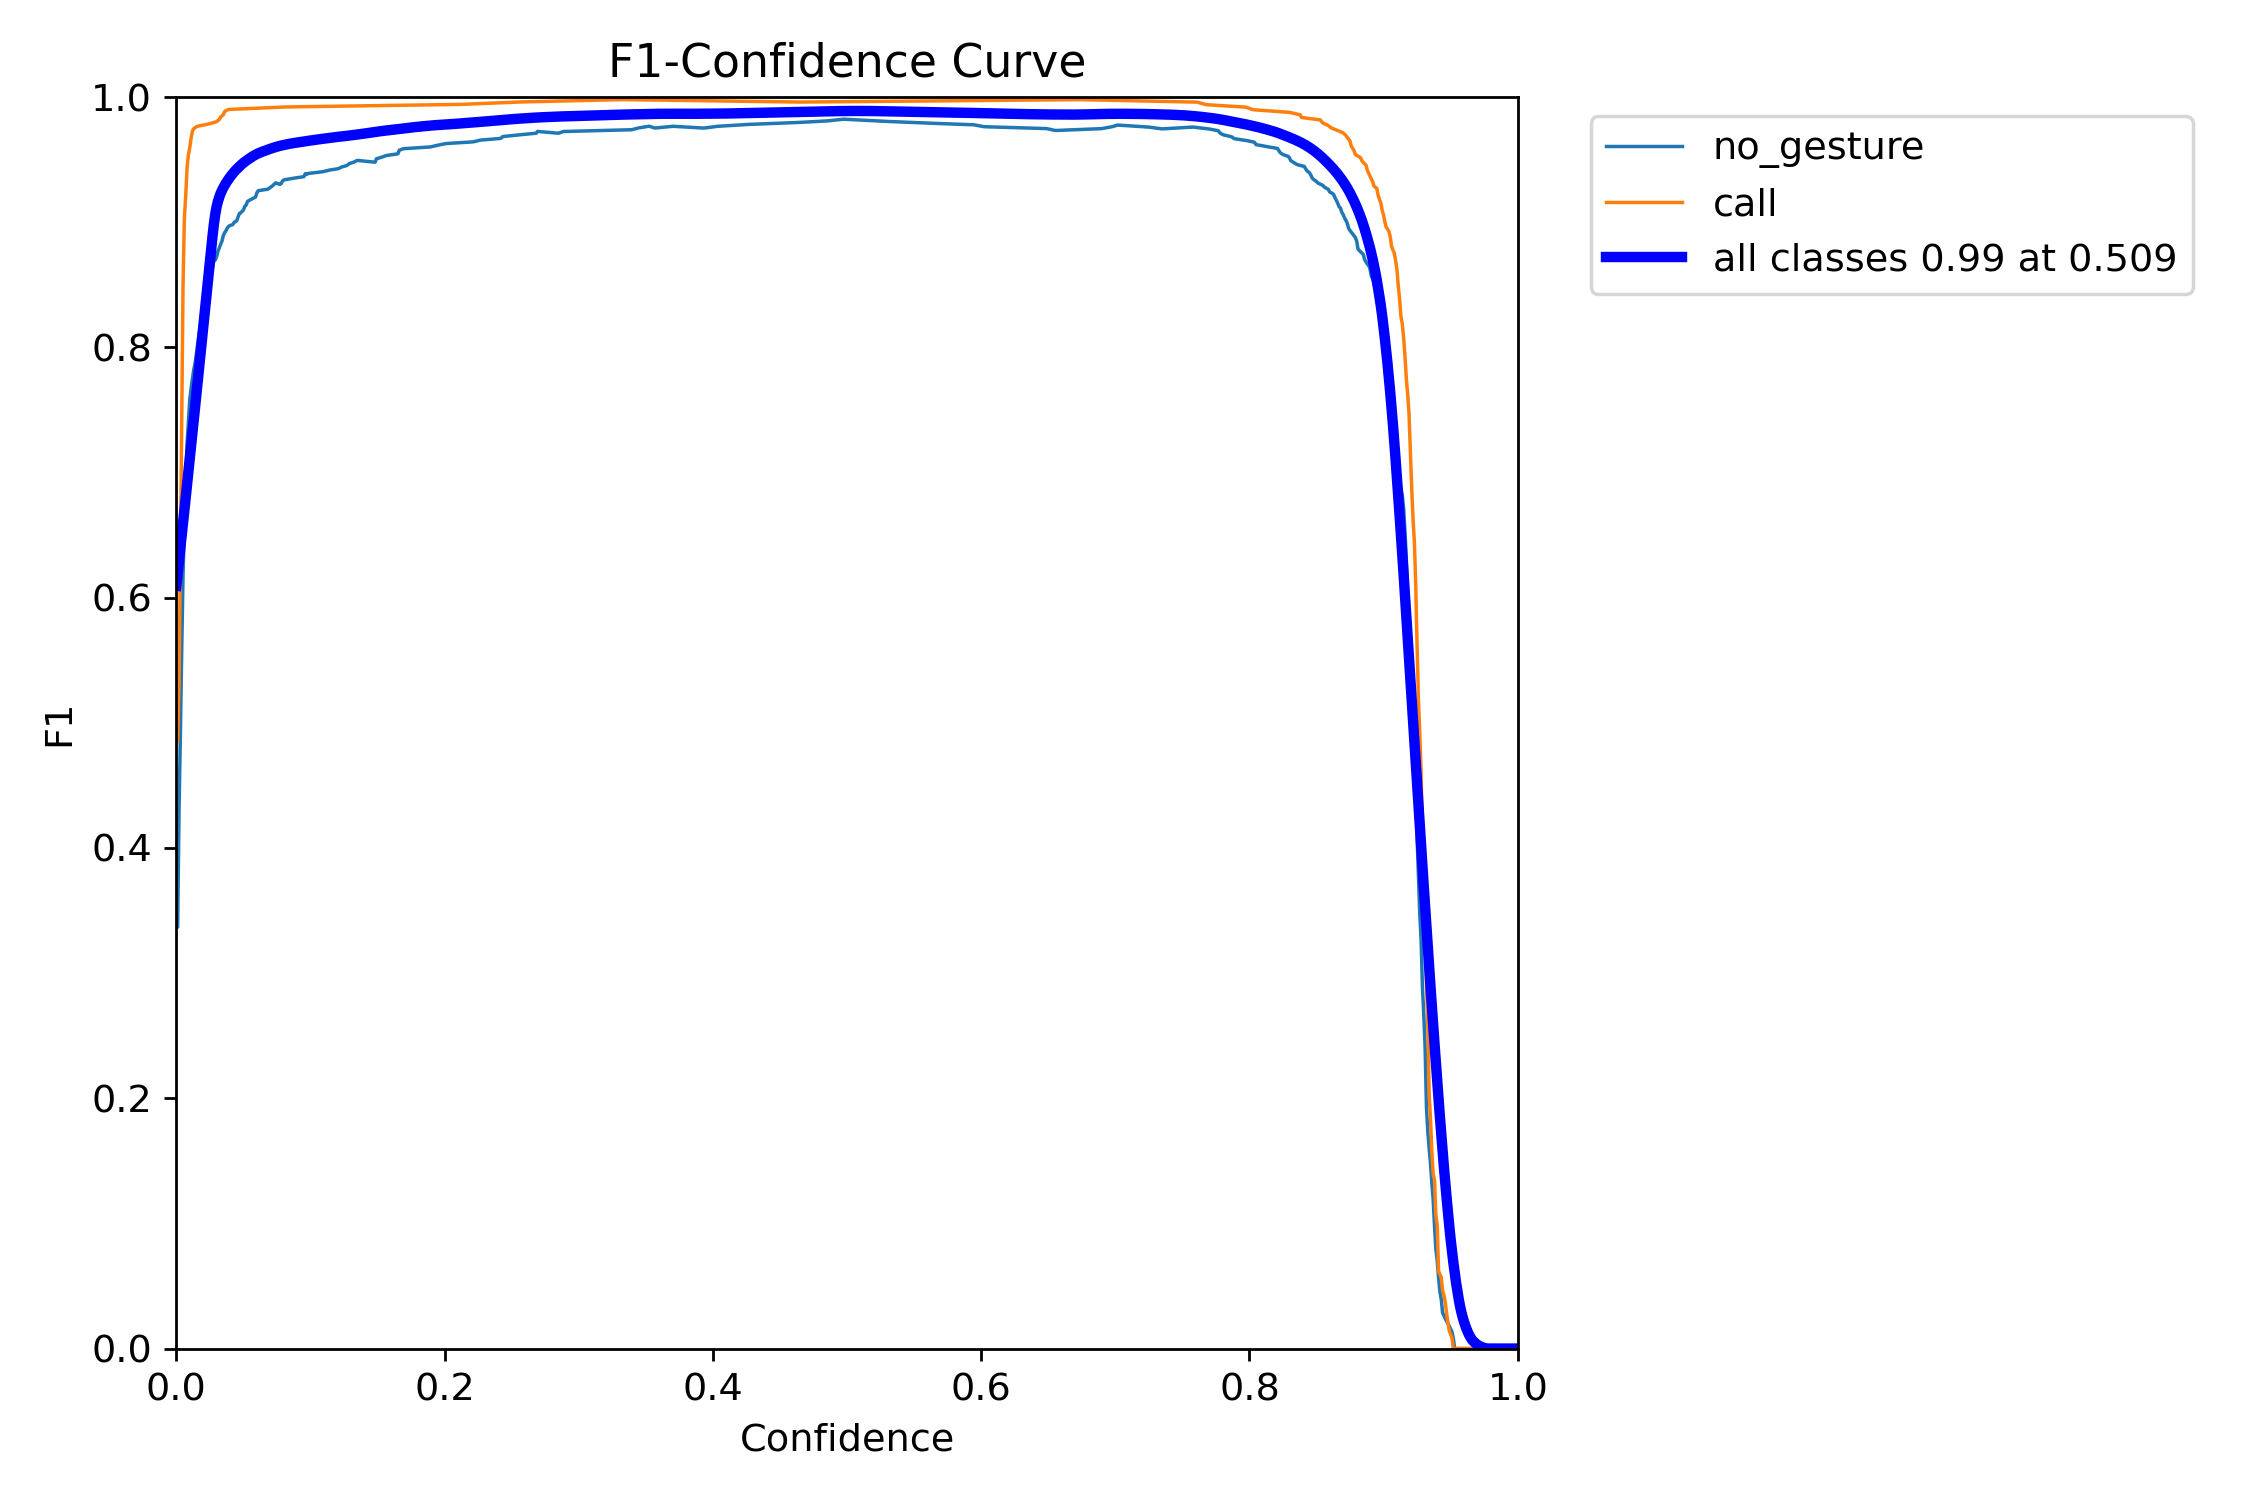 F1-Confidence Curve
1.0
0.8
0.6
0.4
0.2
0.0
F1
0.0 0.2 0.4 0.6 0.8 1.0
Confidence
no_gesture
call
all classes 0.99 at 0.509